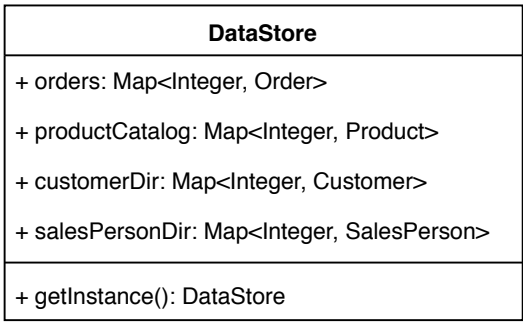 DataStore
+ orders: Map<Integer, Order>
+ productCatalog: Map<Integer, Product>
+ customerDir: Map<Integer, Customer>
+ salesPersonDir: Map<Integer, SalesPerson>
+ getInstance(): DataStore